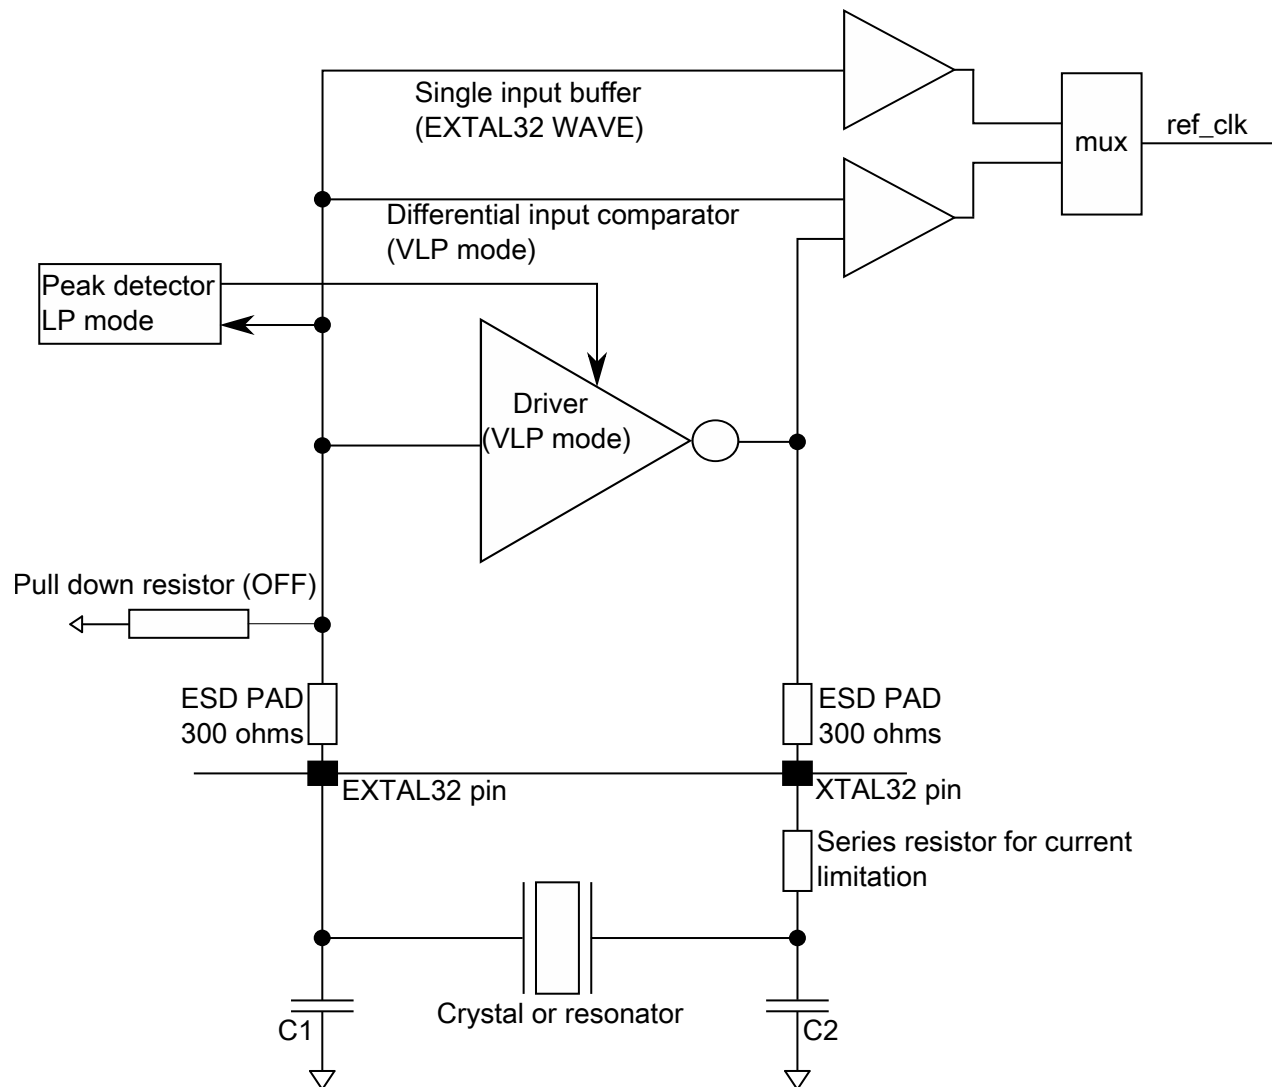 Single input buffer
(EXTAL32 WAVE)
ref_clk
mux
Differential input comparator
(VLP mode)
Peak detector
LP mode
Driver
(VLP mode)
Pull down resistor (OFF)
ESD PAD
300 ohms
ESD PAD
300 ohms
EXTAL32 pin
XTAL32 pin
Series resistor for current
limitation
Crystal or resonator
C1
C2